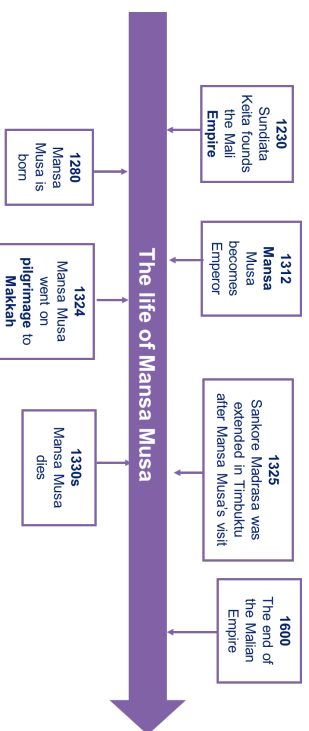 The life of Mansa Musa
1230
Sundiata
Keita founds
the Mali
Empire
1280
Mansa
Musa is
born
1312
Mansa
Musa
becomes
Emperor
1324
Mansa Musa
went on
pilgrimage to
Makkah
1325
Sankore Madrasa was
extended in Timbuktu
after Mansa Musa's visit
1330s
Mansa Musa
dies
1600
The end of
the Malian
Empire